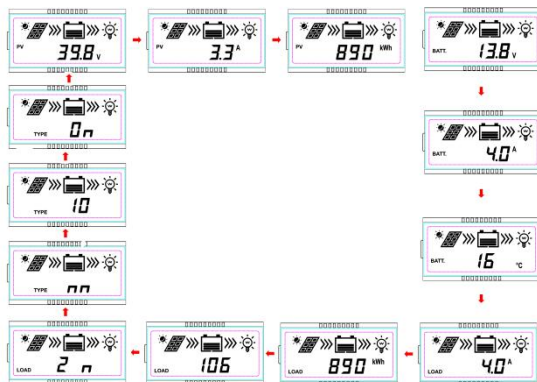 PV 39.8 V
PV 3.3 A
PV 890 kWh
BATT. 13.8 V
BATT. 4.0 A
BATT. 16 °C
LOAD 4.0 A
LOAD 890 kWh
LOAD 106
LOAD 2 n
TYPE nn
TYPE 10
TYPE 0n